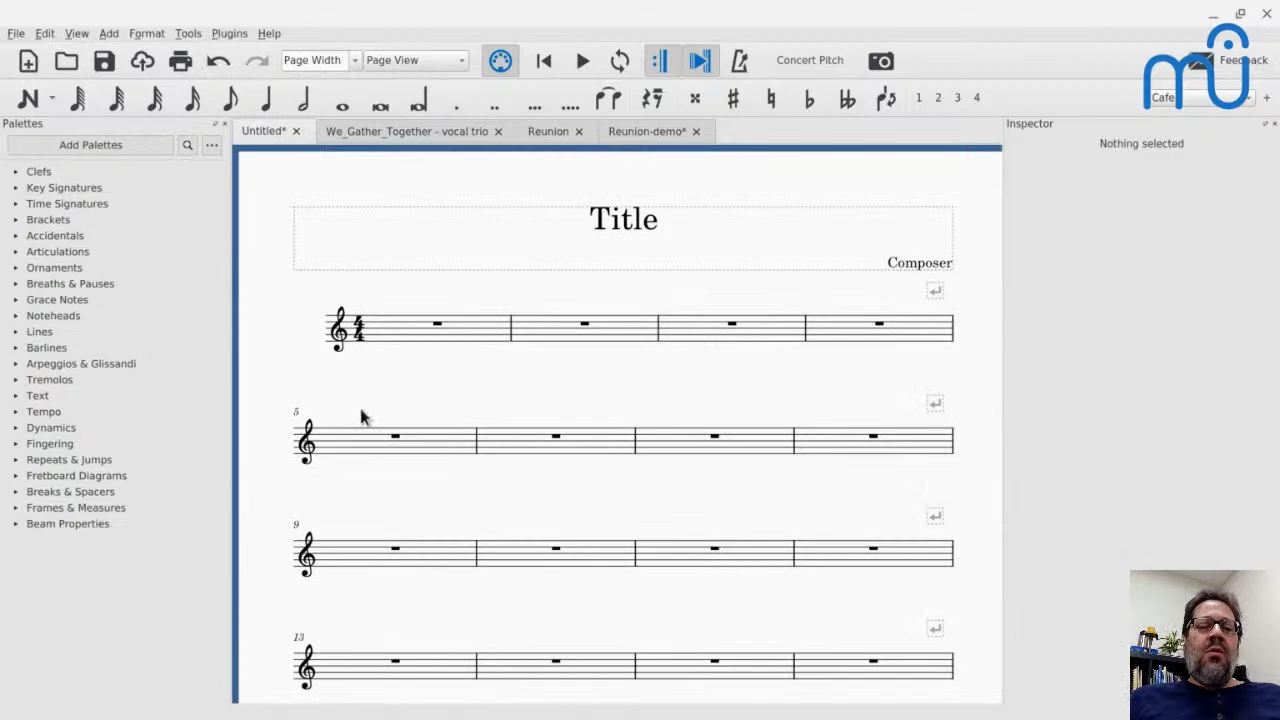 File Edit View Add Format Tools Plugins Help
Page Width Page View Concert Pitch Feedback
1 2 3 4 Cafe +
Palettes
Untitled* We_Gather_Together - vocal trio Reunion Reunion-demo*
Inspector
Add Palettes
Nothing selected
Clefs
Key Signatures
Time Signatures
Brackets
Accidentals
Articulations
Ornaments
Breaths & Pauses
Grace Notes
Noteheads
Lines
Barlines
Arpeggios & Glissandi
Tremolos
Text
Tempo
Dynamics
Fingering
Repeats & Jumps
Fretboard Diagrams
Breaks & Spacers
Frames & Measures
Beam Properties
Title
Composer
4
4
5
9
13